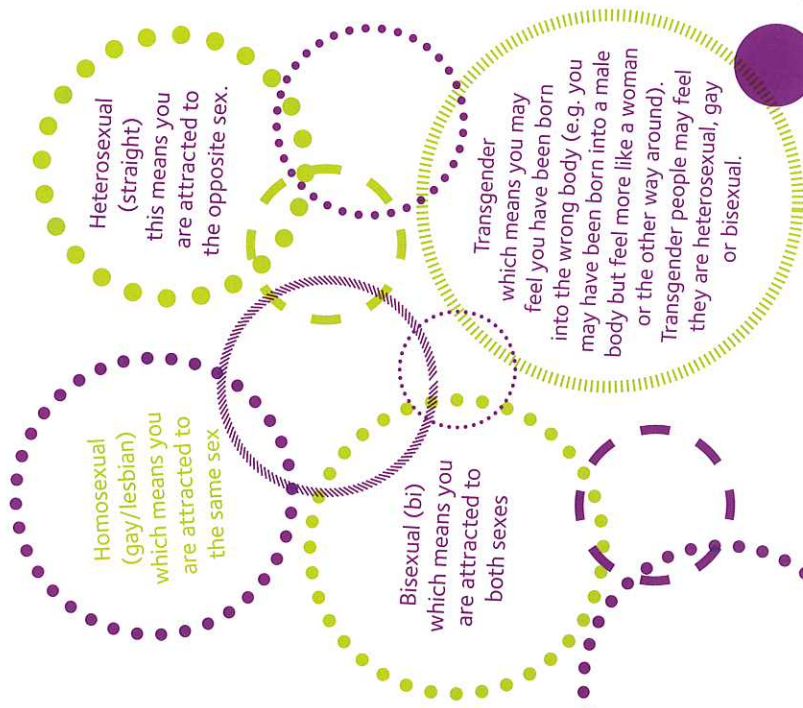 Homosexual
(gay/lesbian)
which means you
are attracted to
the same sex
Heterosexual
(straight)
this means you
are attracted to
the opposite sex.
Bisexual (bi)
which means you
are attracted to
both sexes
Transgender
which means you may
feel you have been born
into the wrong body (e.g. you
may have been born into a male
body but feel more like a woman
or the other way around).
Transgender people may feel
they are heterosexual, gay
or bisexual.